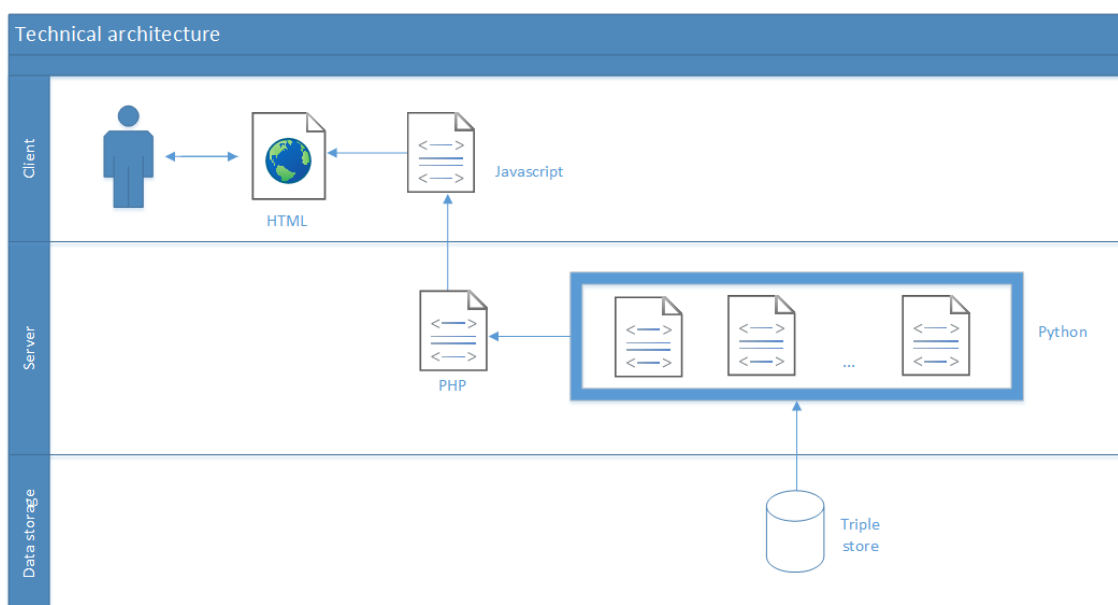 Technical architecture
Client
HTML
Javascript
Server
PHP
...
Python
Data storage
Triple
store